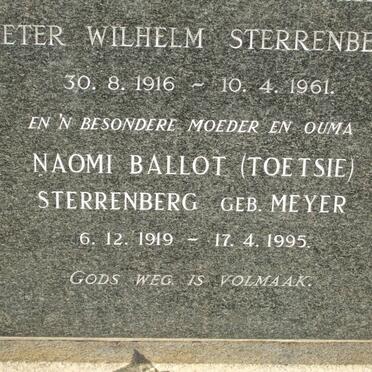 ETER WILHELM STERRENBE
30. 8. 1916 ~ 10. 4. 1961.
EN 'N BESONDERE MOEDER EN OUMA
NAOMI BALLOT (TOETSIE)
STERRENBERG GEB. MEYER
6. 12. 1919 – 17. 4. 1995.
GODS WEG IS VOLMAAK.